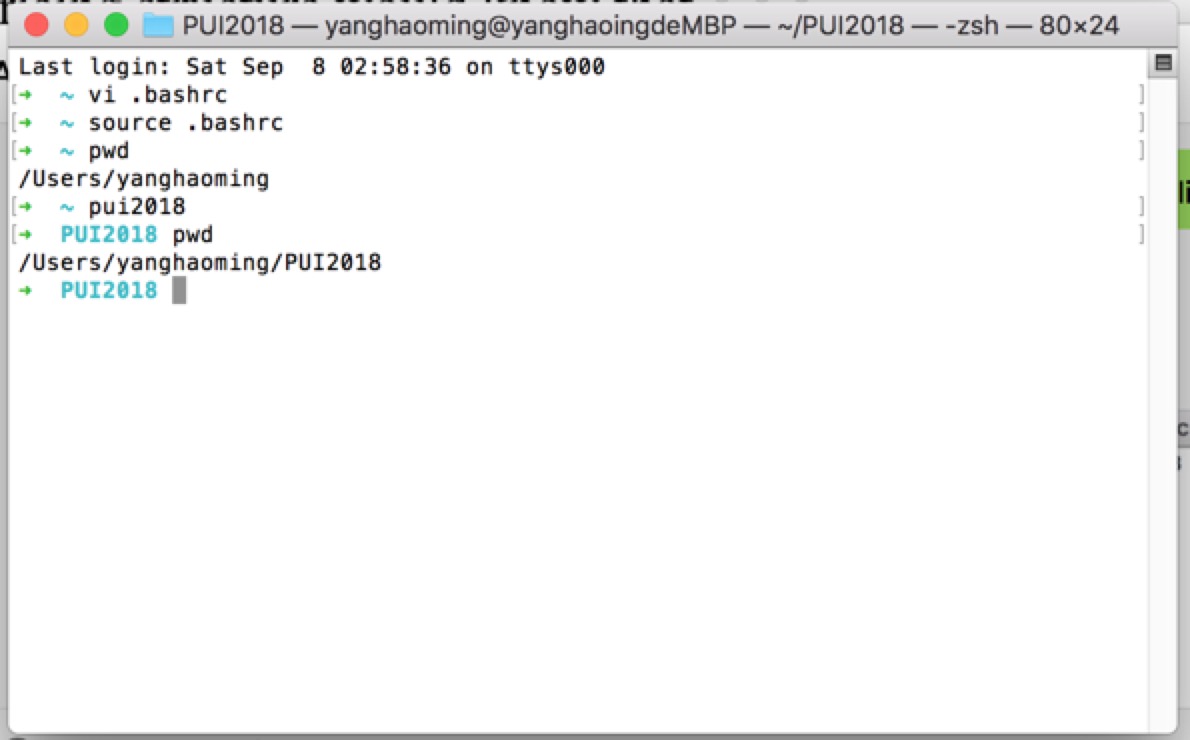 PUI2018 — yanghaoming@yanghaoingdeMBP — ~/PUI2018 — -zsh — 80×24
Last login: Sat Sep  8 02:58:36 on ttys000
[➜  ~ vi .bashrc ]
[➜  ~ source .bashrc ]
[➜  ~ pwd ]
/Users/yanghaoming
[➜  ~ pui2018 ]
[➜  PUI2018 pwd ]
/Users/yanghaoming/PUI2018
➜  PUI2018
li